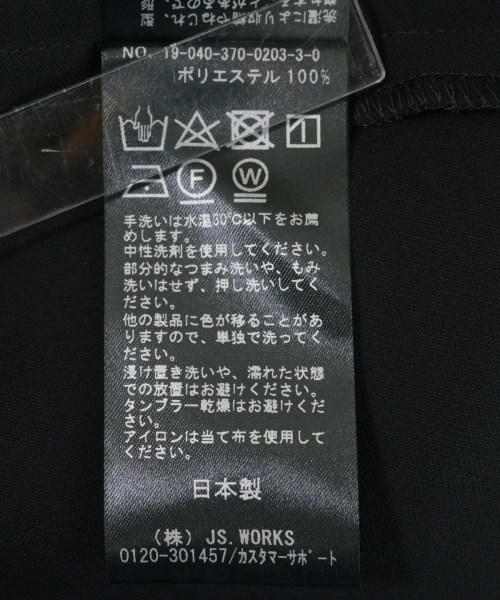 NO. 19-040-370-0203-3-0
ポリエステル 100%
F W
手洗いは水温30℃以下をお薦
めします。
中性洗剤を使用してください。
部分的なつまみ洗いや、もみ
洗いはせず、押し洗いしてく
ださい。
他の製品に色が移ることがあ
りますので、単独で洗ってく
ださい。
浸け置き洗いや、濡れた状態
での放置はお避けください。
タンブラー乾燥はお避けください。
アイロンは当て布を使用して
ください。
日本製
(株) JS.WORKS
0120-301457/カスタマーサポート